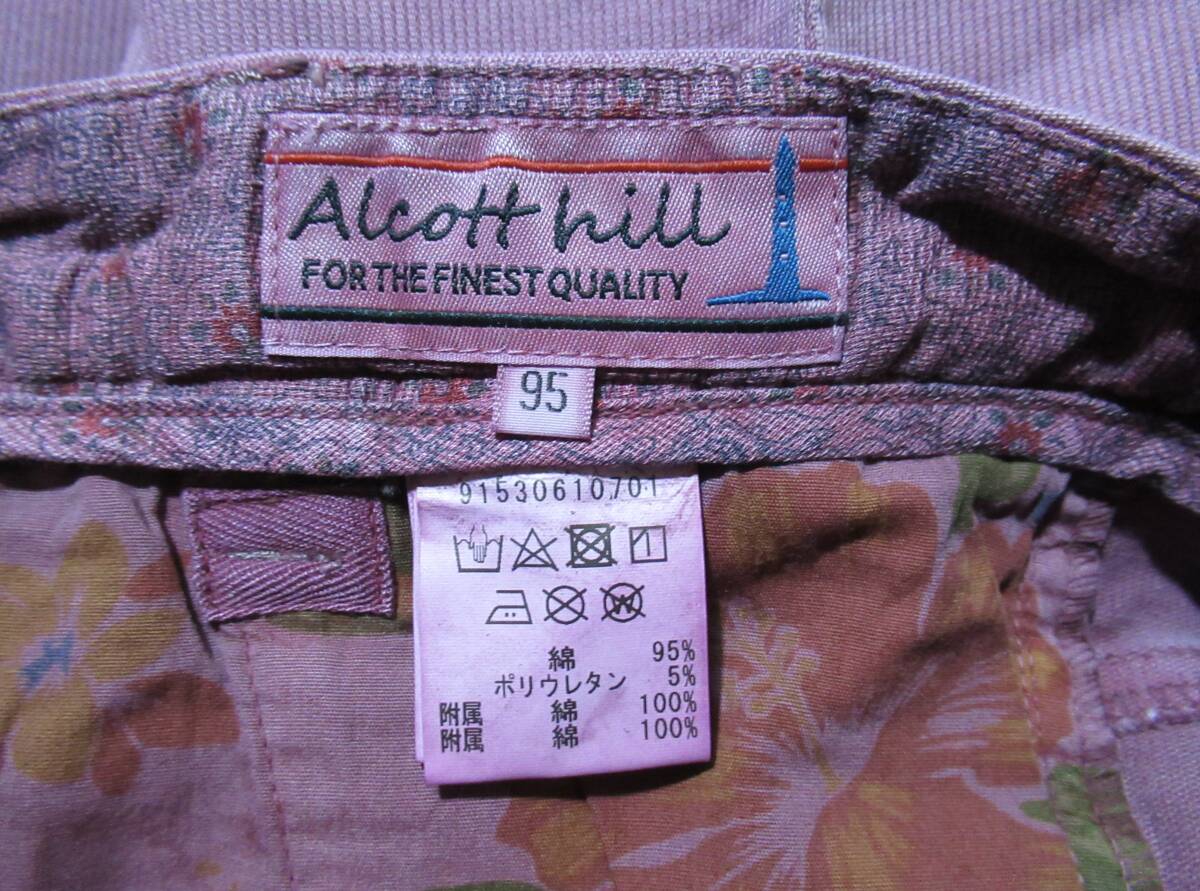 Alcott hill
FOR THE FINEST QUALITY
95
91530610701
綿 95%
ポリウレタン 5%
附属 綿 100%
附属 綿 100%